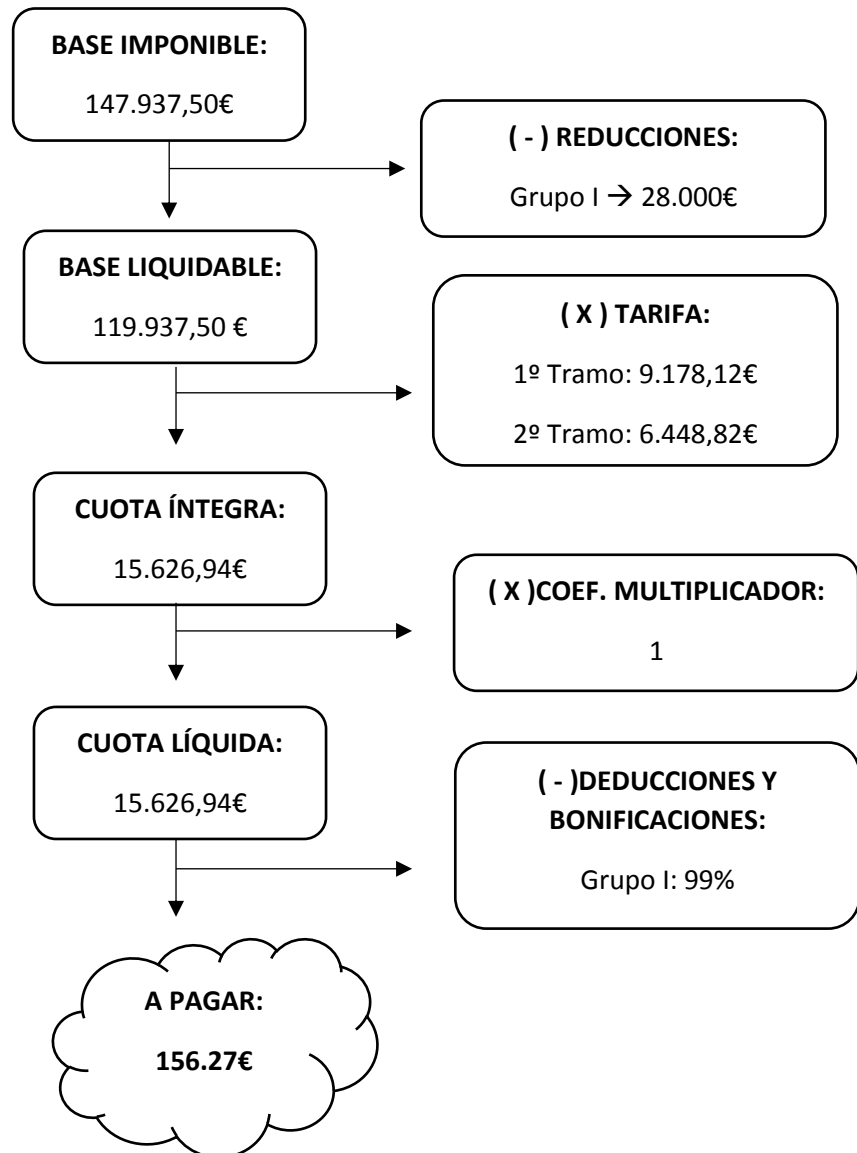 BASE IMPONIBLE:
147.937,50€
( - ) REDUCCIONES:
Grupo I → 28.000€
BASE LIQUIDABLE:
119.937,50 €
( X ) TARIFA:
1º Tramo: 9.178,12€
2º Tramo: 6.448,82€
CUOTA ÍNTEGRA:
15.626,94€
( X )COEF. MULTIPLICADOR:
1
CUOTA LÍQUIDA:
15.626,94€
( - )DEDUCCIONES Y
BONIFICACIONES:
Grupo I: 99%
A PAGAR:
156.27€